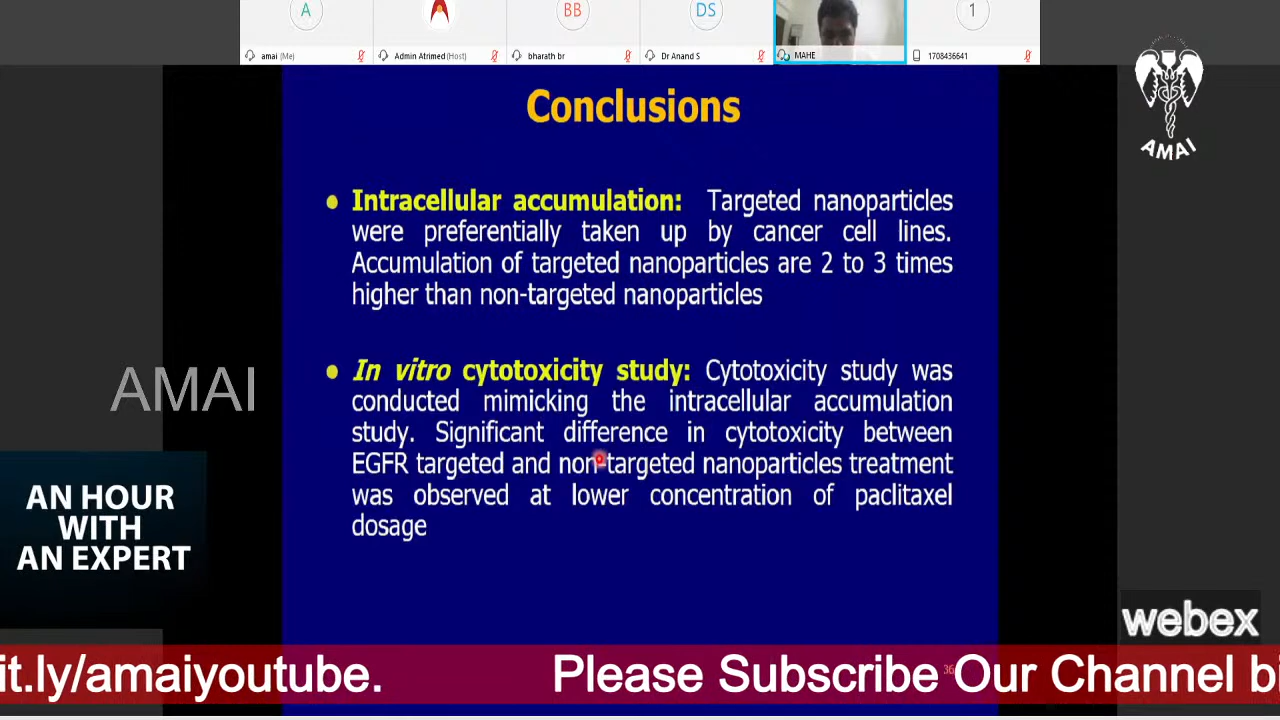 A
BB
DS
1
amai (Me)
Admin Atrimed (Host)
bharath br
Dr Anand S
MAHE
1708436641
AMAI
Conclusions
Intracellular accumulation: Targeted nanoparticles
were preferentially taken up by cancer cell lines.
Accumulation of targeted nanoparticles are 2 to 3 times
higher than non-targeted nanoparticles
In vitro cytotoxicity study: Cytotoxicity study was
conducted mimicking the intracellular accumulation
study. Significant difference in cytotoxicity between
EGFR targeted and non-targeted nanoparticles treatment
was observed at lower concentration of paclitaxel
dosage
AMAI
AN HOUR
WITH
AN EXPERT
webex
36
it.ly/amaiyoutube. Please Subscribe Our Channel bi